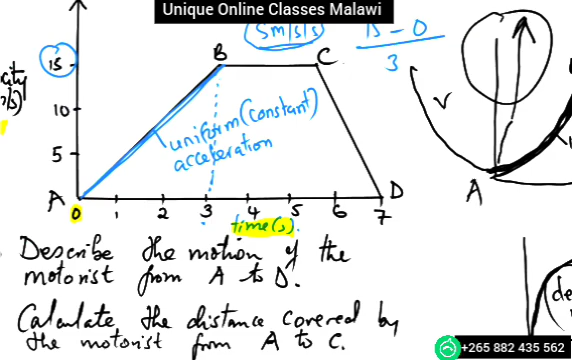 Unique Online Classes Malawi
5m/s/s
15 - 0
3
15
B
C
10
5
uniform (constant)
acceleration
V
A
A
D
0 1 2 3 4 5 6 7
time(s).
Describe the motion of the
motorist from A to D.
Calculate the distance covered by
the motorist from A to C.
+265 882 435 562